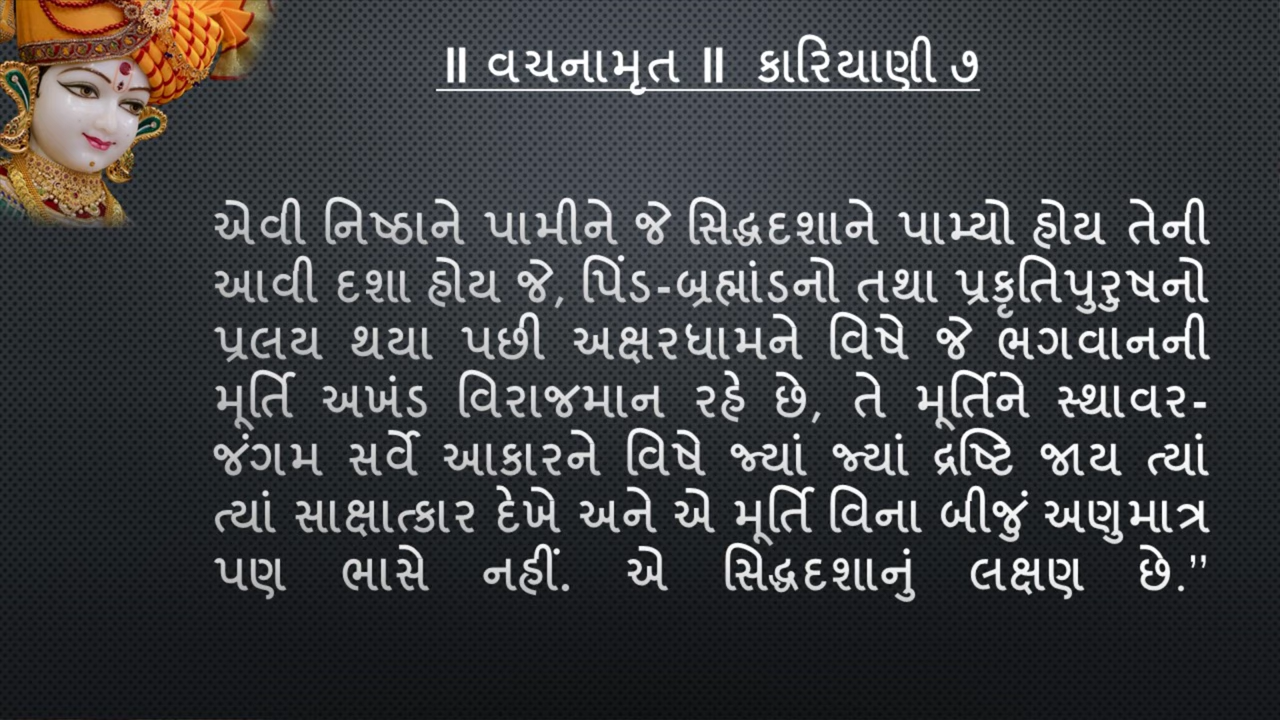 ॥ વચનામૃત ॥ કારિયાણી ૭
એવી નિષ્ઠાને પામીને જે સિદ્ધદશાને પામ્યો હોય તેની
આવી દશા હોય જે, પિંડ-બ્રહ્માંડનો તથા પ્રકૃતિપુરુષનો
પ્રલય થયા પછી અક્ષરધામને વિષે જે ભગવાનની
મૂર્તિ અખંડ વિરાજમાન રહે છે, તે મૂર્તિને સ્થાવર-
જંગમ સર્વે આકારને વિષે જ્યાં જ્યાં દ્રષ્ટિ જાય ત્યાં
ત્યાં સાક્ષાત્કાર દેખે અને એ મૂર્તિ વિના બીજું અણુમાત્ર
પણ ભાસે નહીં. એ સિદ્ધદશાનું લક્ષણ છે.”